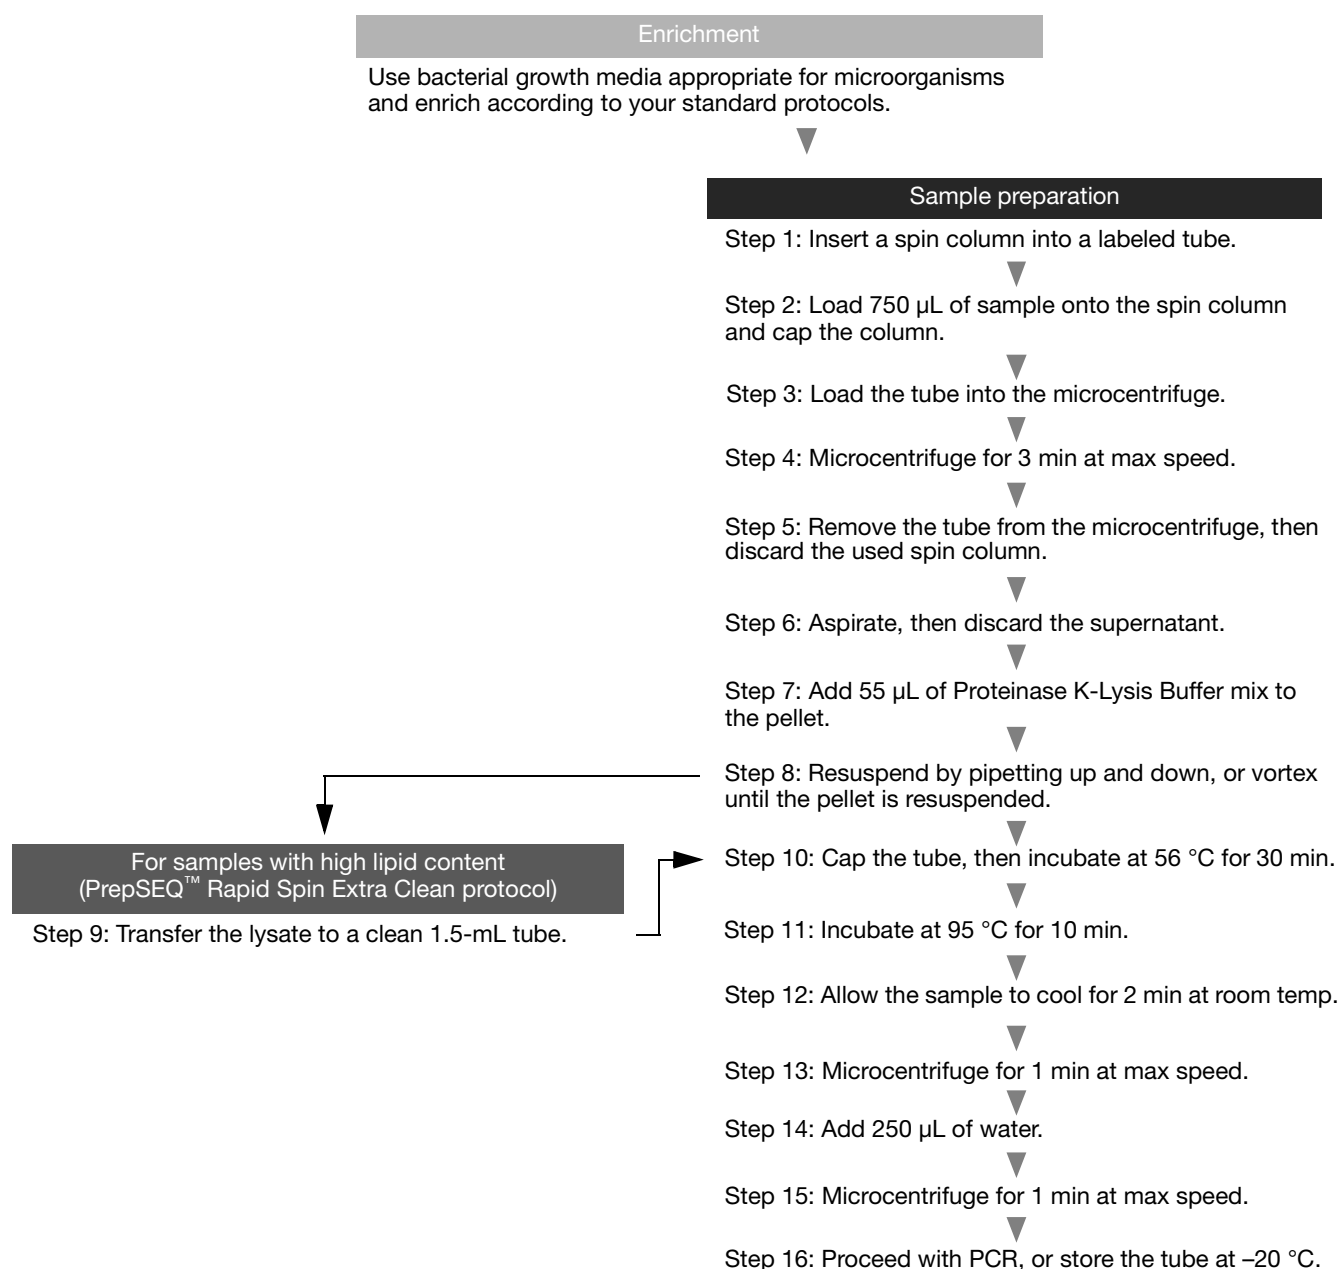 Enrichment
Use bacterial growth media appropriate for microorganisms
and enrich according to your standard protocols.
Sample preparation
Step 1: Insert a spin column into a labeled tube.
Step 2: Load 750 µL of sample onto the spin column
and cap the column.
Step 3: Load the tube into the microcentrifuge.
Step 4: Microcentrifuge for 3 min at max speed.
Step 5: Remove the tube from the microcentrifuge, then
discard the used spin column.
Step 6: Aspirate, then discard the supernatant.
Step 7: Add 55 µL of Proteinase K-Lysis Buffer mix to
the pellet.
Step 8: Resuspend by pipetting up and down, or vortex
until the pellet is resuspended.
For samples with high lipid content
(PrepSEQ™ Rapid Spin Extra Clean protocol)
Step 9: Transfer the lysate to a clean 1.5-mL tube.
Step 10: Cap the tube, then incubate at 56 °C for 30 min.
Step 11: Incubate at 95 °C for 10 min.
Step 12: Allow the sample to cool for 2 min at room temp.
Step 13: Microcentrifuge for 1 min at max speed.
Step 14: Add 250 µL of water.
Step 15: Microcentrifuge for 1 min at max speed.
Step 16: Proceed with PCR, or store the tube at –20 °C.